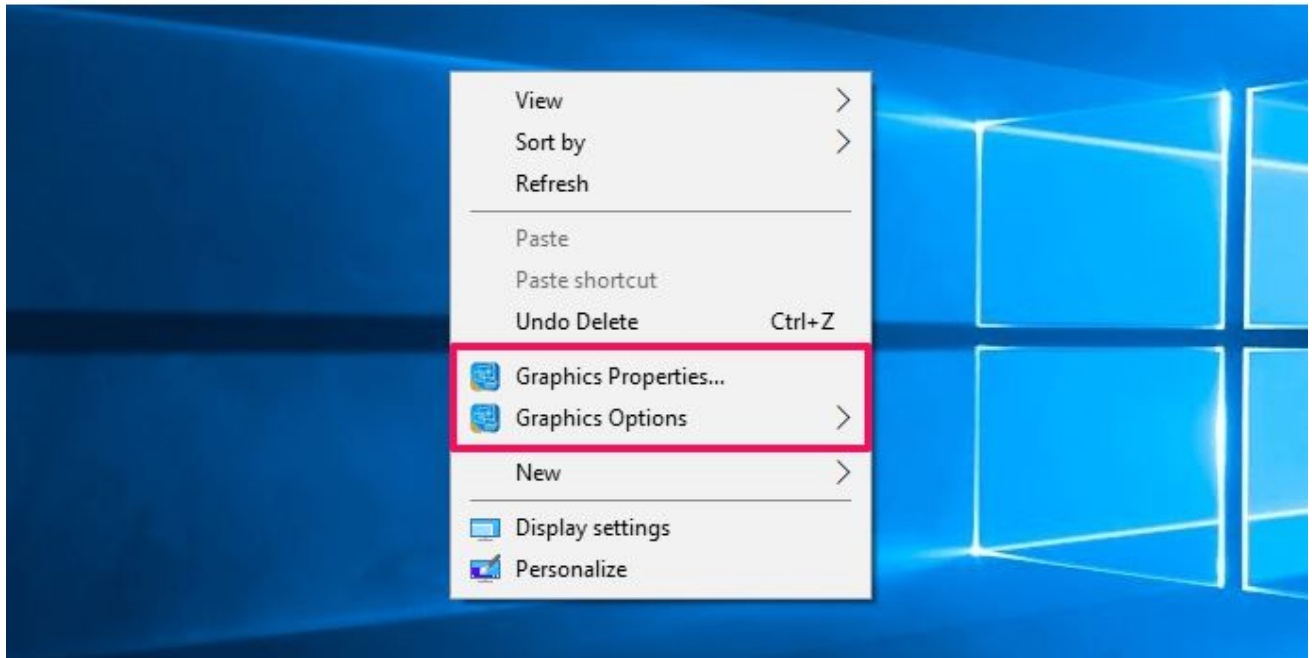 View
Sort by
Refresh
Paste
Paste shortcut
Undo Delete Ctrl+Z
Graphics Properties...
Graphics Options
New
Display settings
Personalize